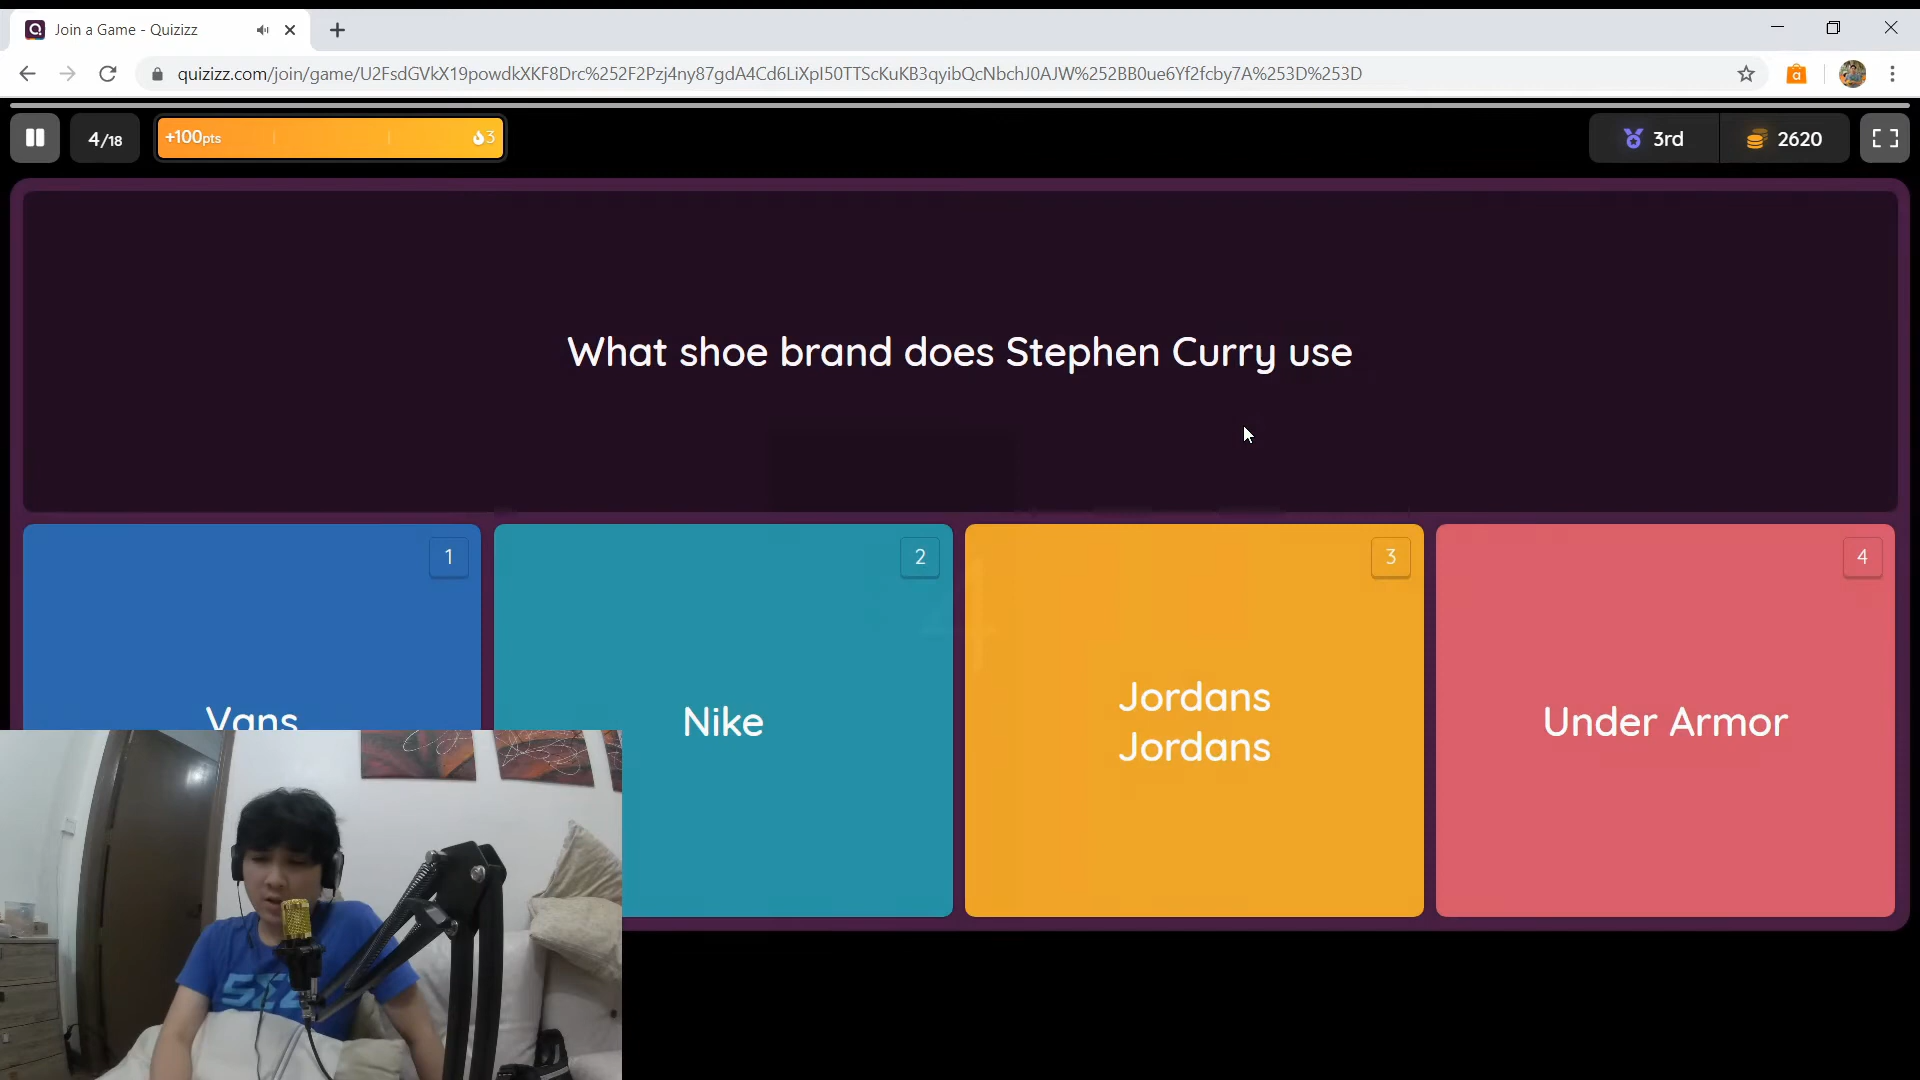 Join a Game - Quizizz
quizizz.com/join/game/U2FsdGVkX19powdkXKF8Drc%252F2Pzj4ny87gdA4Cd6LiXpI50TTScKuKB3qyibQcNbchJ0AJW%252BB0ue6Yf2fcby7A%253D%253D
4/18
+100pts
3
3rd
2620
What shoe brand does Stephen Curry use
1
2
3
4
Vans
Nike
Jordans
Jordans
Under Armor